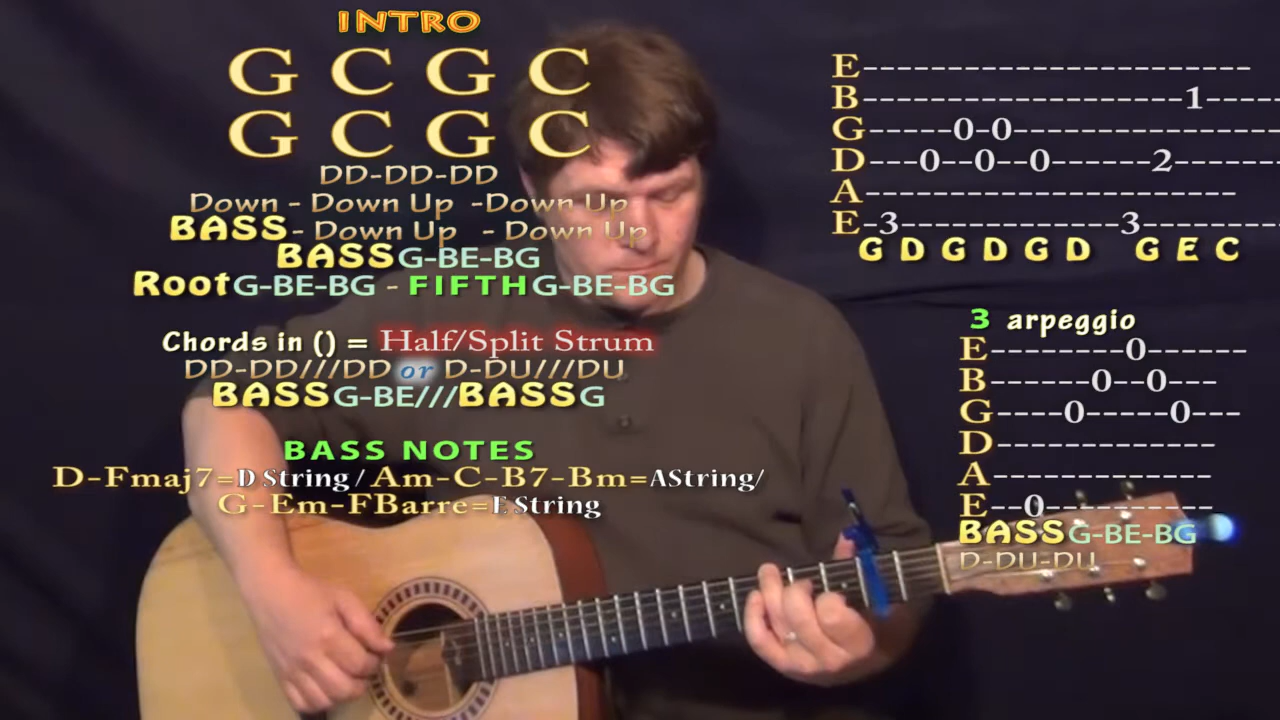 INTRO
G C G C
G C G C
DD-DD-DD
Down - Down Up -Down Up
BASS- Down Up - Down Up
BASSG-BE-BG
RootG-BE-BG - FIFTHG-BE-BG
Chords in () = Half/Split Strum
DD-DD///DD or D-DU///DU
BASSG-BE///BASSG
BASS NOTES
D-Fmaj7=D String / Am-C-B7-Bm=AString/
G-Em-FBarre=E String
E-----------------------
B-------------------1-----
G-----0-0----------------
D---0--0--0------2-------
A----------------------
E-3-------------3--------
G D G D G D G E C
3 arpeggio
E--------0------
B------0--0---
G----0-----0---
D-------------
A-------------
E--0----------
BASSG-BE-BG
D-DU-DU